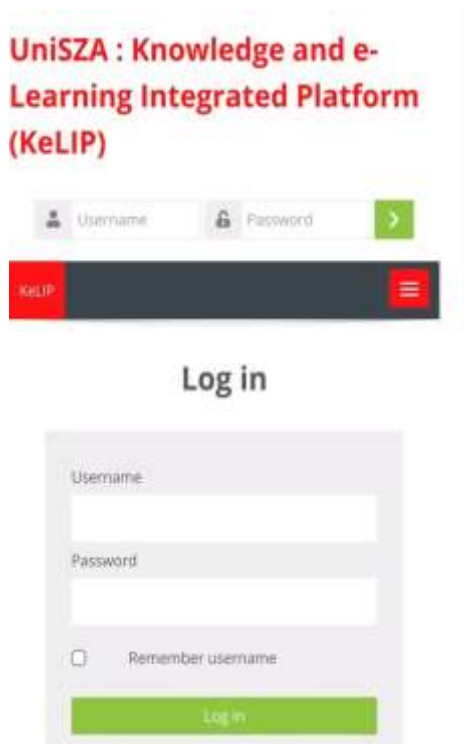 UniSZA : Knowledge and e-
Learning Integrated Platform
(KeLIP)
Username Password
KeLIP
Log in
Username
Password
Remember username
Log in